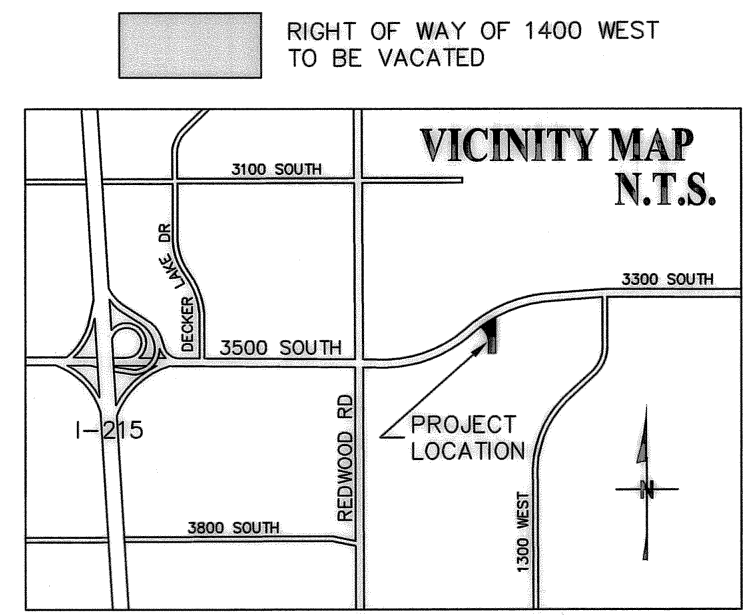 RIGHT OF WAY OF 1400 WEST
TO BE VACATED
VICINITY MAP
N.T.S.
3100 SOUTH
DECKER LAKE DR
3300 SOUTH
3500 SOUTH
I-215
REDWOOD RD
PROJECT
LOCATION
N
3800 SOUTH
1300 WEST